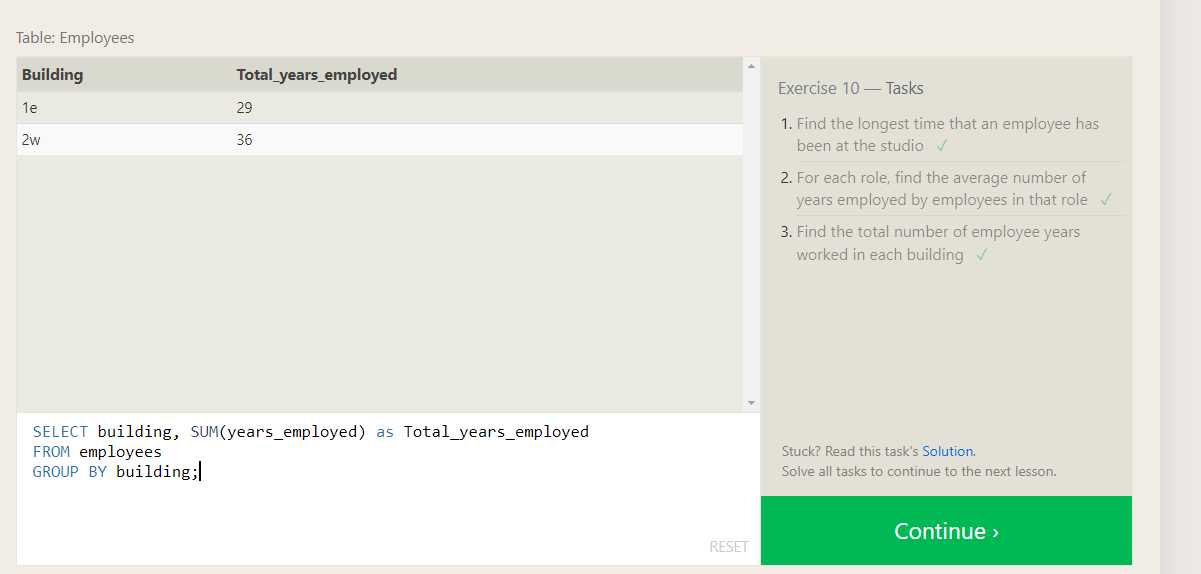 Table: Employees
Building Total_years_employed
1e 29
2w 36
SELECT building, SUM(years_employed) as Total_years_employed
FROM employees
GROUP BY building;
RESET
Exercise 10 — Tasks
1. Find the longest time that an employee has
been at the studio ✓
2. For each role, find the average number of
years employed by employees in that role ✓
3. Find the total number of employee years
worked in each building ✓
Stuck? Read this task's Solution.
Solve all tasks to continue to the next lesson.
Continue ›